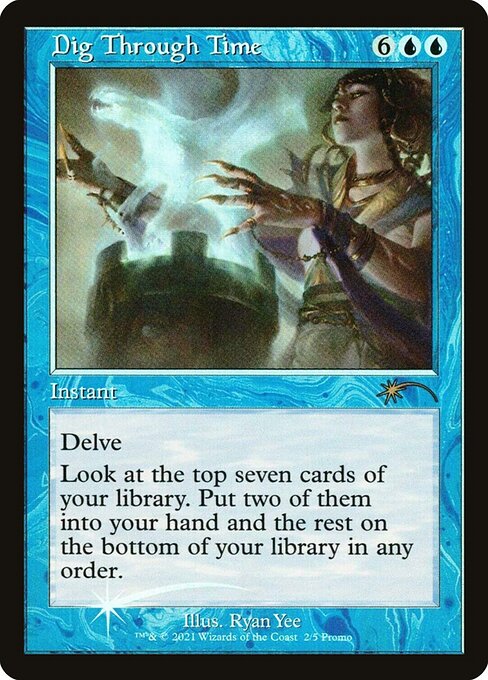 Dig Through Time 6
Instant
Delve
Look at the top seven cards of
your library. Put two of them
into your hand and the rest on
the bottom of your library in any
order.
Illus. Ryan Yee
™ & © 2021 Wizards of the Coast 2/5 Promo